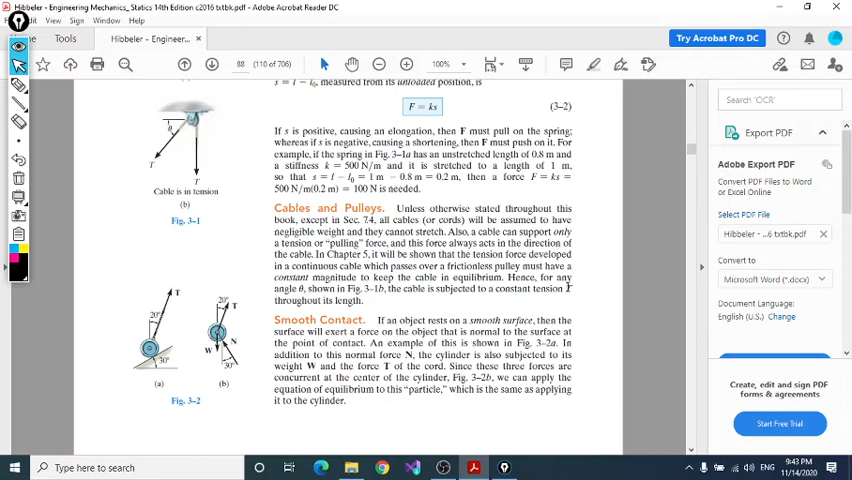 Hibbeler - Engineering Mechanics_ Statics 14th Edition c2016 txtbk.pdf - Adobe Acrobat Reader DC
View Sign Window Help
Tools
Hibbeler - Engineer...
×
Try Acrobat Pro DC
88
(110 of 706)
100%
s = l − l₀, measured from its unloaded position, is
F = ks
(3–2)
If s is positive, causing an elongation, then F must pull on the spring;
whereas if s is negative, causing a shortening, then F must push on it. For
example, if the spring in Fig. 3–1a has an unstretched length of 0.8 m and
a stiffness k = 500 N/m and it is stretched to a length of 1 m,
so that s = l − l₀ = 1 m − 0.8 m = 0.2 m, then a force F = ks =
500 N/m(0.2 m) = 100 N is needed.
θ
T
T
Cable is in tension
(b)
Fig. 3–1
Cables and Pulleys. Unless otherwise stated throughout this
book, except in Sec. 7.4, all cables (or cords) will be assumed to have
negligible weight and they cannot stretch. Also, a cable can support only
a tension or “pulling” force, and this force always acts in the direction of
the cable. In Chapter 5, it will be shown that the tension force developed
in a continuous cable which passes over a frictionless pulley must have a
constant magnitude to keep the cable in equilibrium. Hence, for any
angle θ, shown in Fig. 3–1b, the cable is subjected to a constant tension T
throughout its length.
Smooth Contact. If an object rests on a smooth surface, then the
surface will exert a force on the object that is normal to the surface at
the point of contact. An example of this is shown in Fig. 3–2a. In
addition to this normal force N, the cylinder is also subjected to its
weight W and the force T of the cord. Since these three forces are
concurrent at the center of the cylinder, Fig. 3–2b, we can apply the
equation of equilibrium to this “particle,” which is the same as applying
it to the cylinder.
T
20°
30°
(a)
20°
T
W
N
30°
(b)
Fig. 3–2
Search 'OCR'
Export PDF
Adobe Export PDF
Convert PDF Files to Word
or Excel Online
Select PDF File
Hibbeler - ...6 txtbk.pdf
×
Convert to
Microsoft Word (*.docx)
Document Language:
English (U.S.) Change
Create, edit and sign PDF
forms & agreements
Start Free Trial
Type here to search
ENG
9:43 PM
11/14/2020